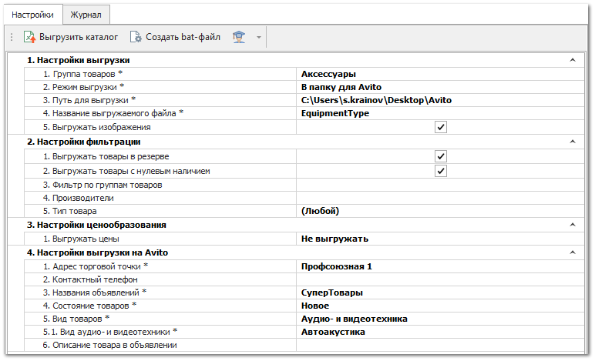 Настройки Журнал
Выгрузить каталог Создать bat-файл
1. Настройки выгрузки
1. Группа товаров * Аксессуары
2. Режим выгрузки * В папку для Avito
3. Путь для выгрузки * C:\Users\s.krainov\Desktop\Avito
4. Название выгружаемого файла * EquipmentType
5. Выгружать изображения
2. Настройки фильтрации
1. Выгружать товары в резерве
2. Выгружать товары с нулевым наличием
3. Фильтр по группам товаров
4. Производители
5. Тип товара (Любой)
3. Настройки ценообразования
1. Выгружать цены Не выгружать
4. Настройки выгрузки на Avito
1. Адрес торговой точки * Профсоюзная 1
2. Контактный телефон
3. Названия объявлений * СуперТовары
4. Состояние товаров * Новое
5. Вид товаров * Аудио- и видеотехника
5.1. Вид аудио- и видеотехники * Автоакустика
6. Описание товара в объявлении